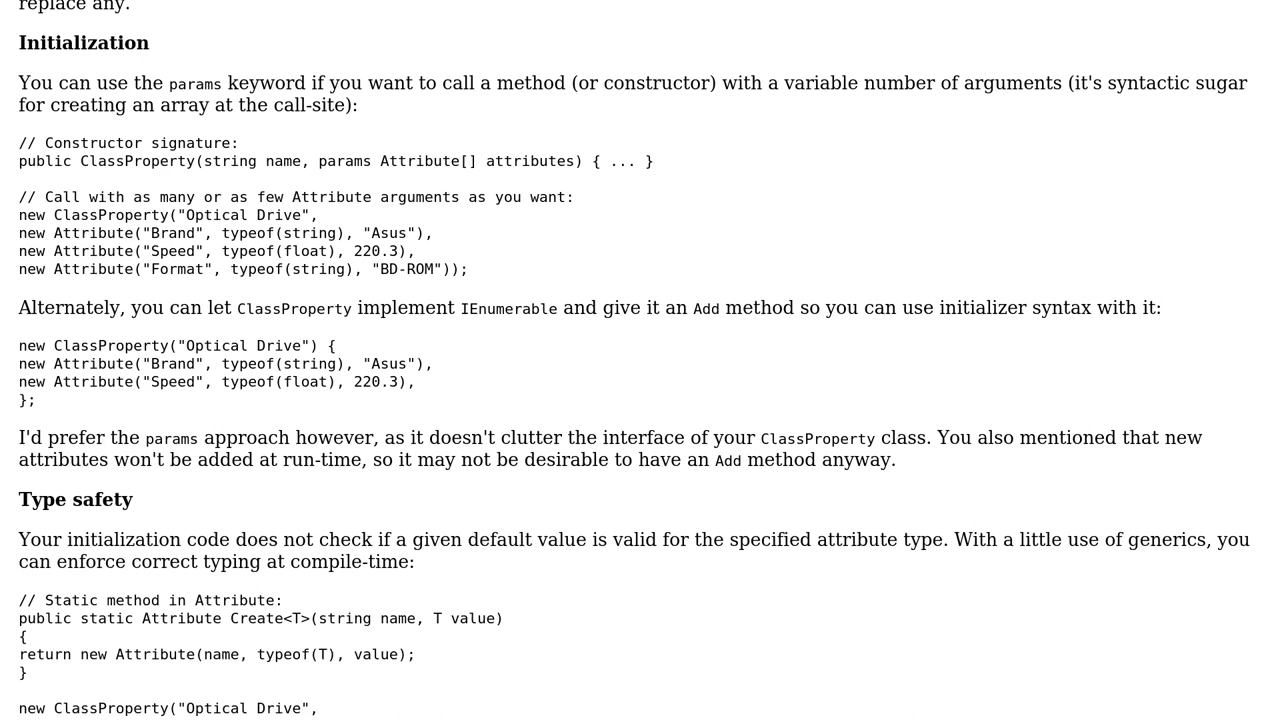 replace any.
Initialization
You can use the params keyword if you want to call a method (or constructor) with a variable number of arguments (it's syntactic sugar
for creating an array at the call-site):
// Constructor signature:
public ClassProperty(string name, params Attribute[] attributes) { ... }
// Call with as many or as few Attribute arguments as you want:
new ClassProperty("Optical Drive",
new Attribute("Brand", typeof(string), "Asus"),
new Attribute("Speed", typeof(float), 220.3),
new Attribute("Format", typeof(string), "BD-ROM"));
Alternately, you can let ClassProperty implement IEnumerable and give it an Add method so you can use initializer syntax with it:
new ClassProperty("Optical Drive") {
new Attribute("Brand", typeof(string), "Asus"),
new Attribute("Speed", typeof(float), 220.3),
};
I'd prefer the params approach however, as it doesn't clutter the interface of your ClassProperty class. You also mentioned that new
attributes won't be added at run-time, so it may not be desirable to have an Add method anyway.
Type safety
Your initialization code does not check if a given default value is valid for the specified attribute type. With a little use of generics, you
can enforce correct typing at compile-time:
// Static method in Attribute:
public static Attribute Create<T>(string name, T value)
{
return new Attribute(name, typeof(T), value);
}
new ClassProperty("Optical Drive",